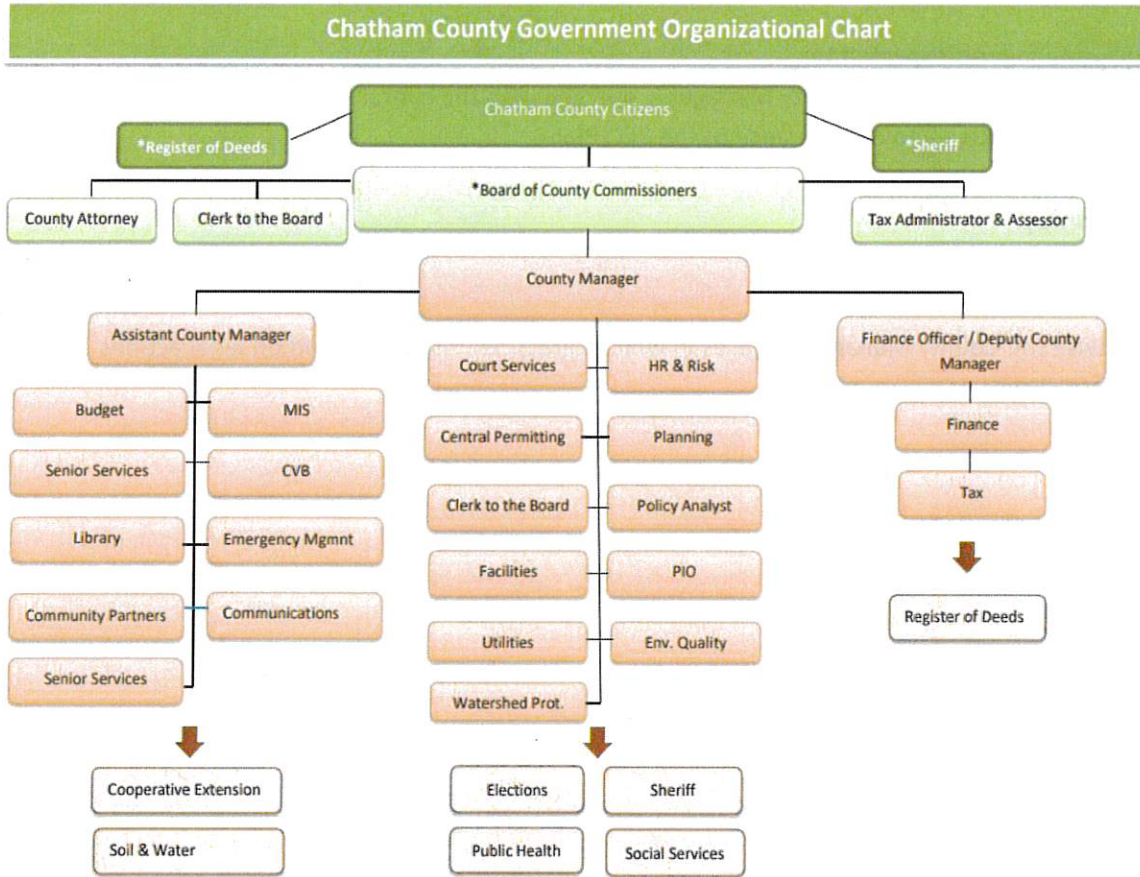 Chatham County Government Organizational Chart
Chatham County Citizens
*Register of Deeds
*Sheriff
*Board of County Commissioners
County Attorney
Clerk to the Board
Tax Administrator & Assessor
County Manager
Assistant County Manager
Finance Officer / Deputy County
Manager
Court Services
HR & Risk
Budget
MIS
Finance
Central Permitting
Planning
Senior Services
CVB
Tax
Clerk to the Board
Policy Analyst
Library
Emergency Mgmnt
Facilities
PIO
Community Partners
Communications
Register of Deeds
Utilities
Env. Quality
Senior Services
Watershed Prot.
Cooperative Extension
Elections
Sheriff
Soil & Water
Public Health
Social Services